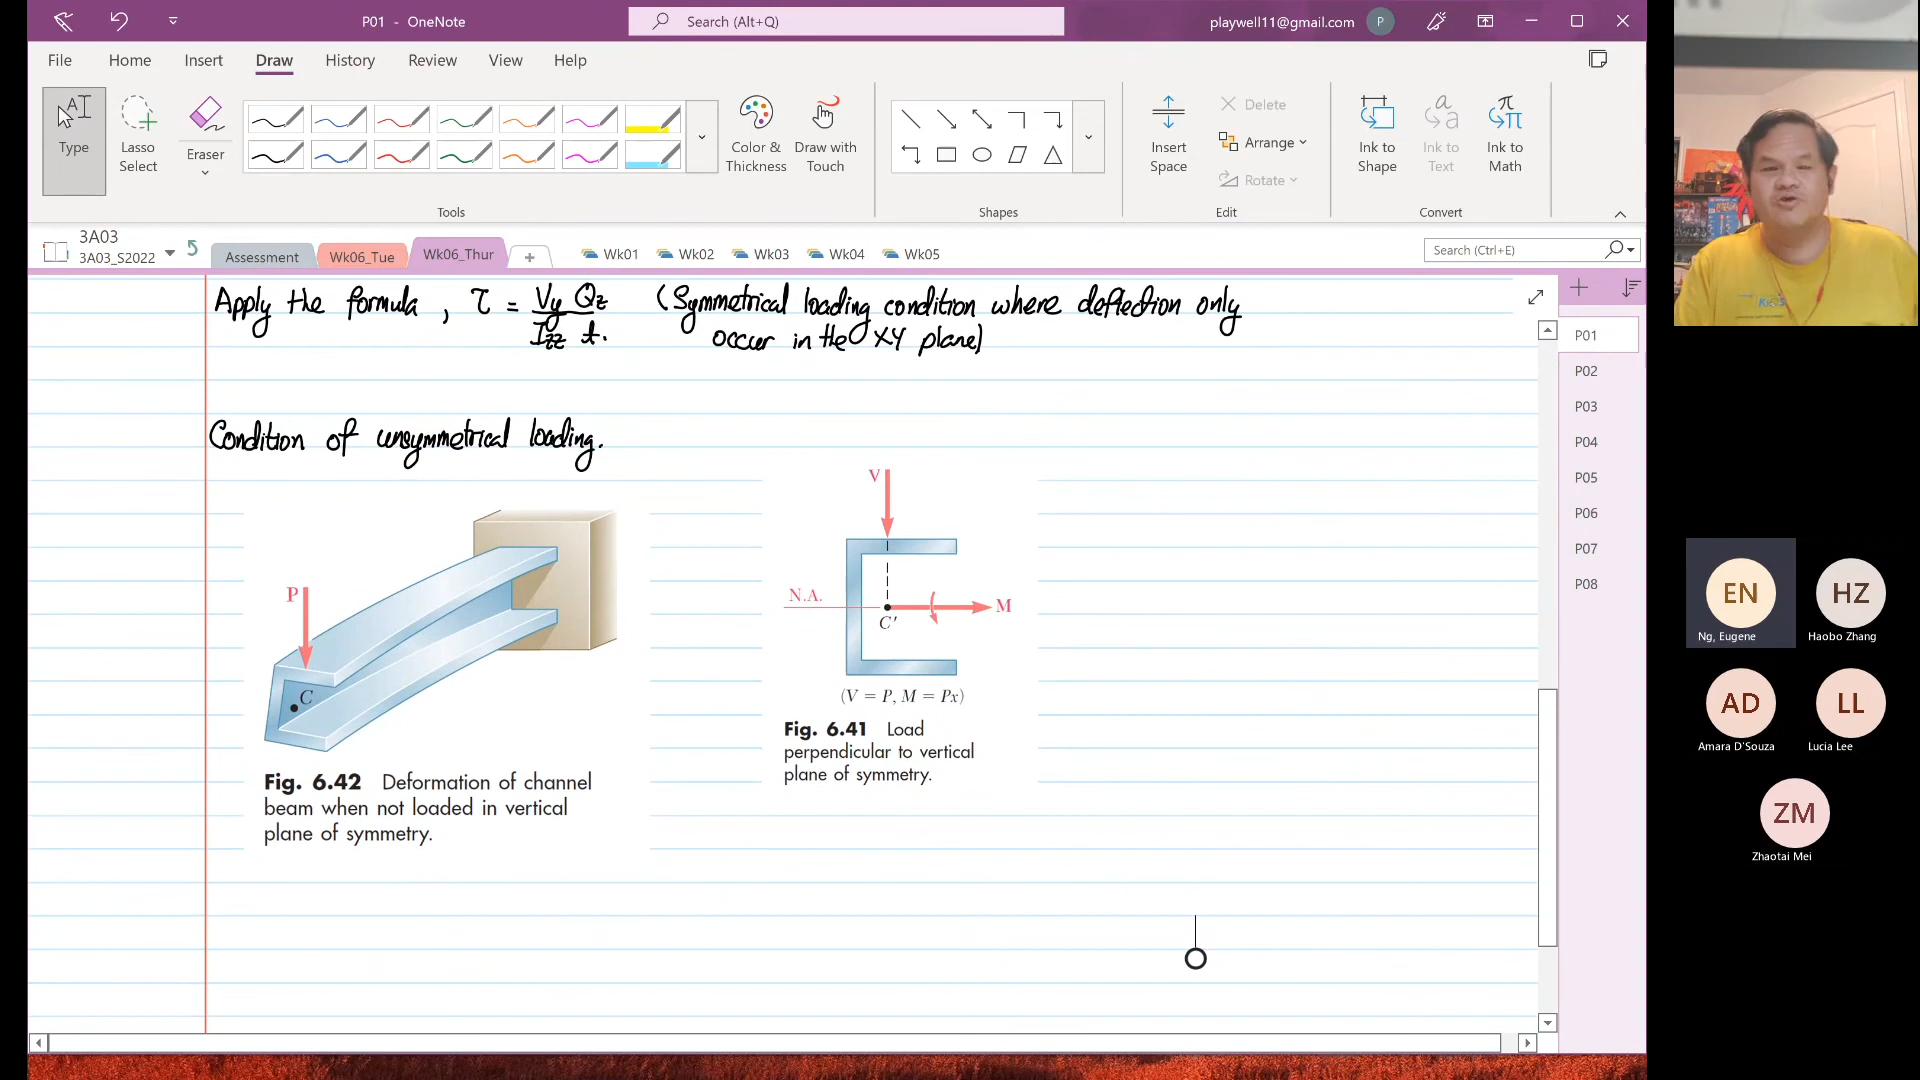 P01 - OneNote
Search (Alt+Q)
playwell11@gmail.com
P
File Home Insert Draw History Review View Help
Type
Lasso Select
Eraser
Color & Thickness
Draw with Touch
Insert Space
Delete
Arrange
Rotate
Ink to Shape
Ink to Text
Ink to Math
Tools
Shapes
Edit
Convert
3A03
3A03_S2022
Assessment
Wk06_Tue
Wk06_Thur
Wk01
Wk02
Wk03
Wk04
Wk05
Search (Ctrl+E)
Apply the formula, τ = Vy Qz / Izz t. (Symmetrical loading condition where deflection only
occur in the XY plane)
Condition of unsymmetrical loading.
P
C
Fig. 6.42 Deformation of channel
beam when not loaded in vertical
plane of symmetry.
V
N.A.
M
C'
(V = P, M = Px)
Fig. 6.41 Load
perpendicular to vertical
plane of symmetry.
P01
P02
P03
P04
P05
P06
P07
P08
EN
Ng, Eugene
HZ
Haobo Zhang
AD
Amara D'Souza
LL
Lucia Lee
ZM
Zhaotai Mei